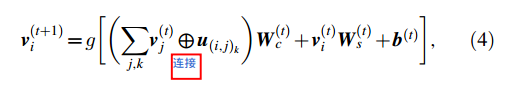 v_i^{(t+1)} = g[(∑_{j,k} v_j^{(t)} ⊕ u_{(i,j)_k}) W_c^{(t)} + v_i^{(t)} W_s^{(t)} + b^{(t)}], (4)
连接